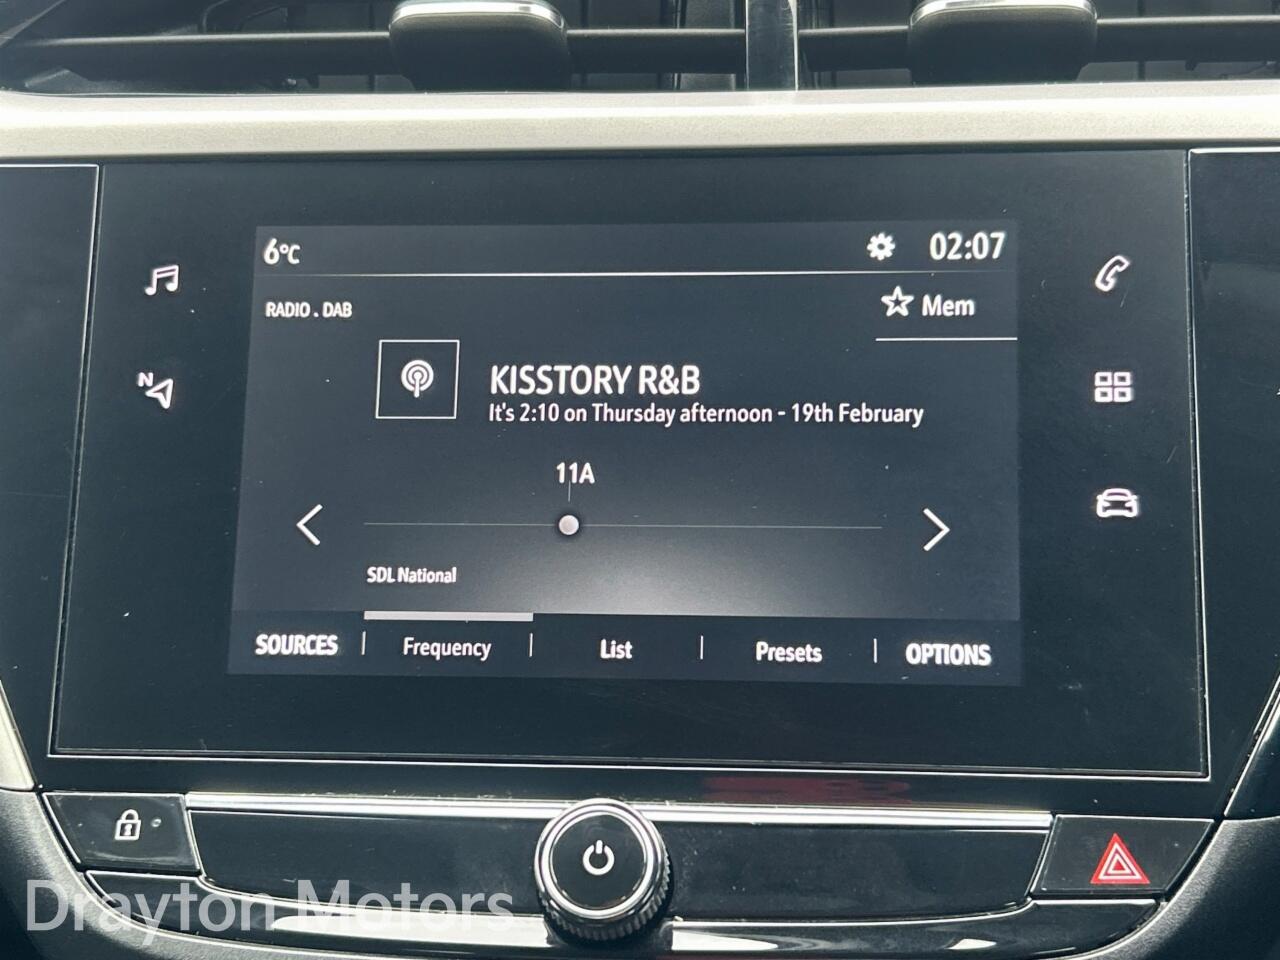 6°C
02:07
RADIO . DAB
Mem
KISSTORY R&B
It's 2:10 on Thursday afternoon - 19th February
11A
SDL National
SOURCES
Frequency
List
Presets
OPTIONS
N
Drayton Motors